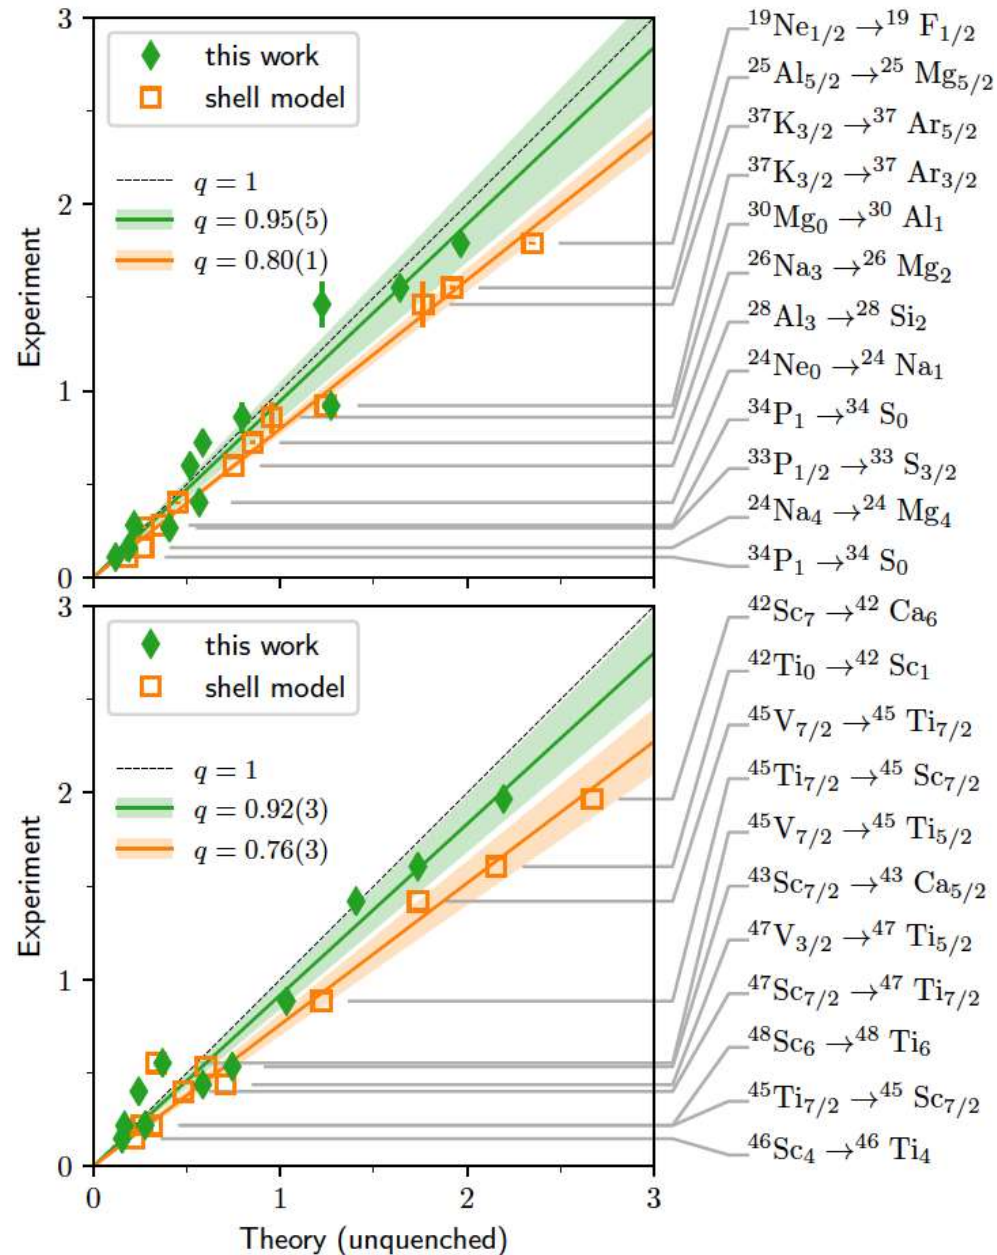 3
2
1
0
Experiment
this work
shell model
q = 1
q = 0.95(5)
q = 0.80(1)
¹⁹Ne₁/₂ →¹⁹ F₁/₂
²⁵Al₅/₂ →²⁵ Mg₅/₂
³⁷K₃/₂ →³⁷ Ar₅/₂
³⁷K₃/₂ →³⁷ Ar₃/₂
³⁰Mg₀ →³⁰ Al₁
²⁶Na₃ →²⁶ Mg₂
²⁸Al₃ →²⁸ Si₂
²⁴Ne₀ →²⁴ Na₁
³⁴P₁ →³⁴ S₀
³³P₁/₂ →³³ S₃/₂
²⁴Na₄ →²⁴ Mg₄
³⁴P₁ →³⁴ S₀
3
2
1
0
Experiment
this work
shell model
q = 1
q = 0.92(3)
q = 0.76(3)
⁴²Sc₇ →⁴² Ca₆
⁴²Ti₀ →⁴² Sc₁
⁴⁵V₇/₂ →⁴⁵ Ti₇/₂
⁴⁵Ti₇/₂ →⁴⁵ Sc₇/₂
⁴⁵V₇/₂ →⁴⁵ Ti₅/₂
⁴³Sc₇/₂ →⁴³ Ca₅/₂
⁴⁷V₃/₂ →⁴⁷ Ti₅/₂
⁴⁷Sc₇/₂ →⁴⁷ Ti₇/₂
⁴⁸Sc₆ →⁴⁸ Ti₆
⁴⁵Ti₇/₂ →⁴⁵ Sc₇/₂
⁴⁶Sc₄ →⁴⁶ Ti₄
0 1 2 3
Theory (unquenched)